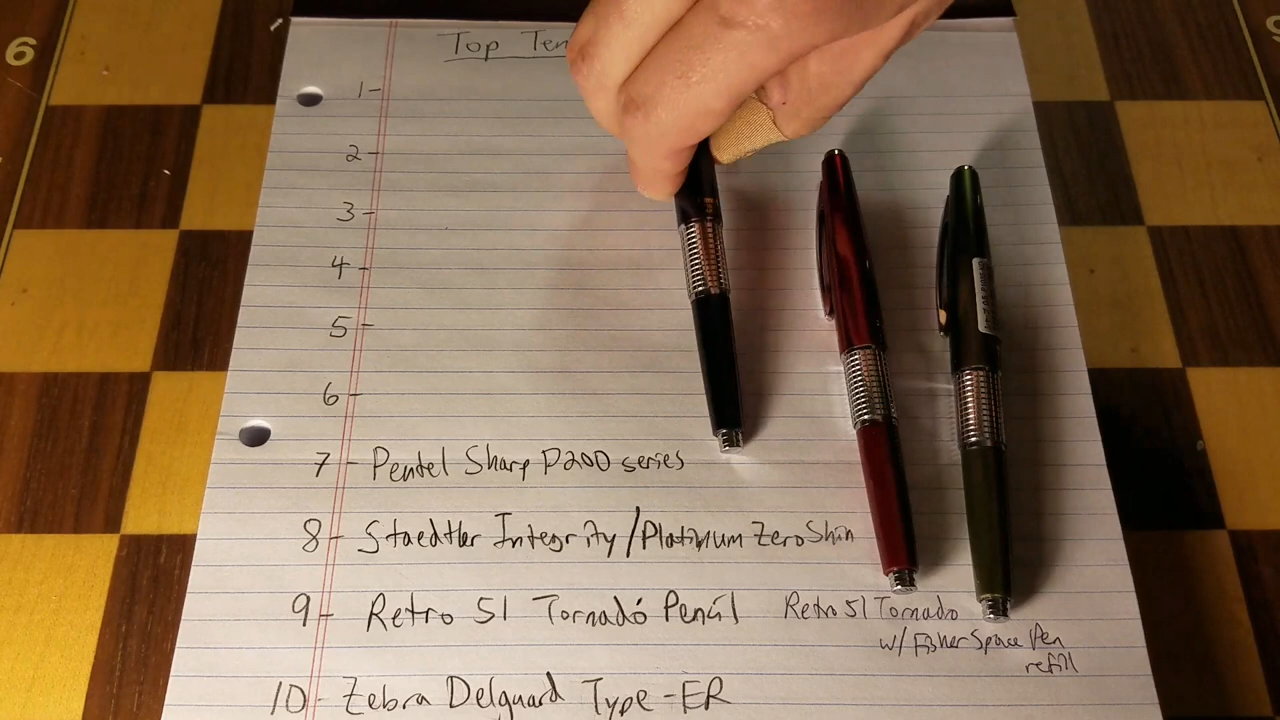 6
Top Ten
1-
2-
3-
4-
5-
6-
7- Pentel Sharp P200 series
8- Staedtler Integrity/Platinum Zero Shin
9- Retro 51 Tornado Pencil Retro 51 Tornado
w/ Fisher Space Pen
refill
10- Zebra Delguard Type-ER